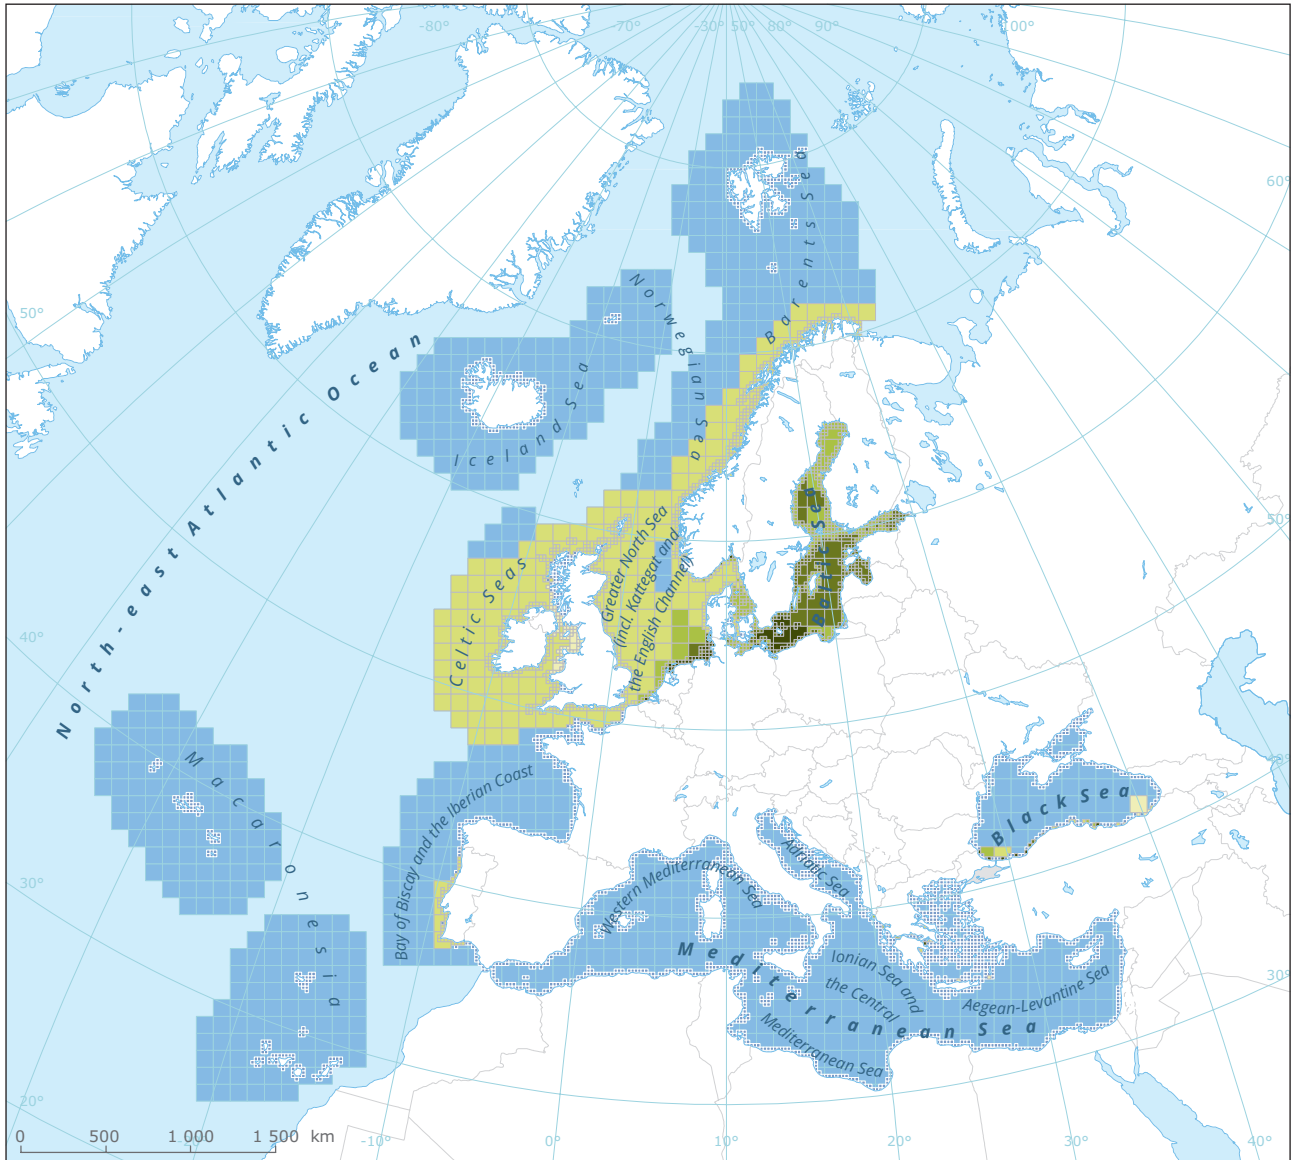 -80°
-70°
-30°
50°
80°
90°
100°
60°
50°
50°
40°
30°
20°
North-east Atlantic Ocean
Norwegian Sea
Barents Sea
Iceland Sea
Celtic Seas
Greater North Sea
(incl. Kattegat and
the English Channel)
Baltic Sea
Macaronesia
Bay of Biscay and the Iberian Coast
Black Sea
Adriatic Sea
Western Mediterranean Sea
Mediterranean Sea
Ionian Sea and
the Central
Mediterranean Sea
Aegean-Levantine Sea
30°
-20°
-10°
0°
10°
20°
30°
40°
0 500 1 000 1 500 km